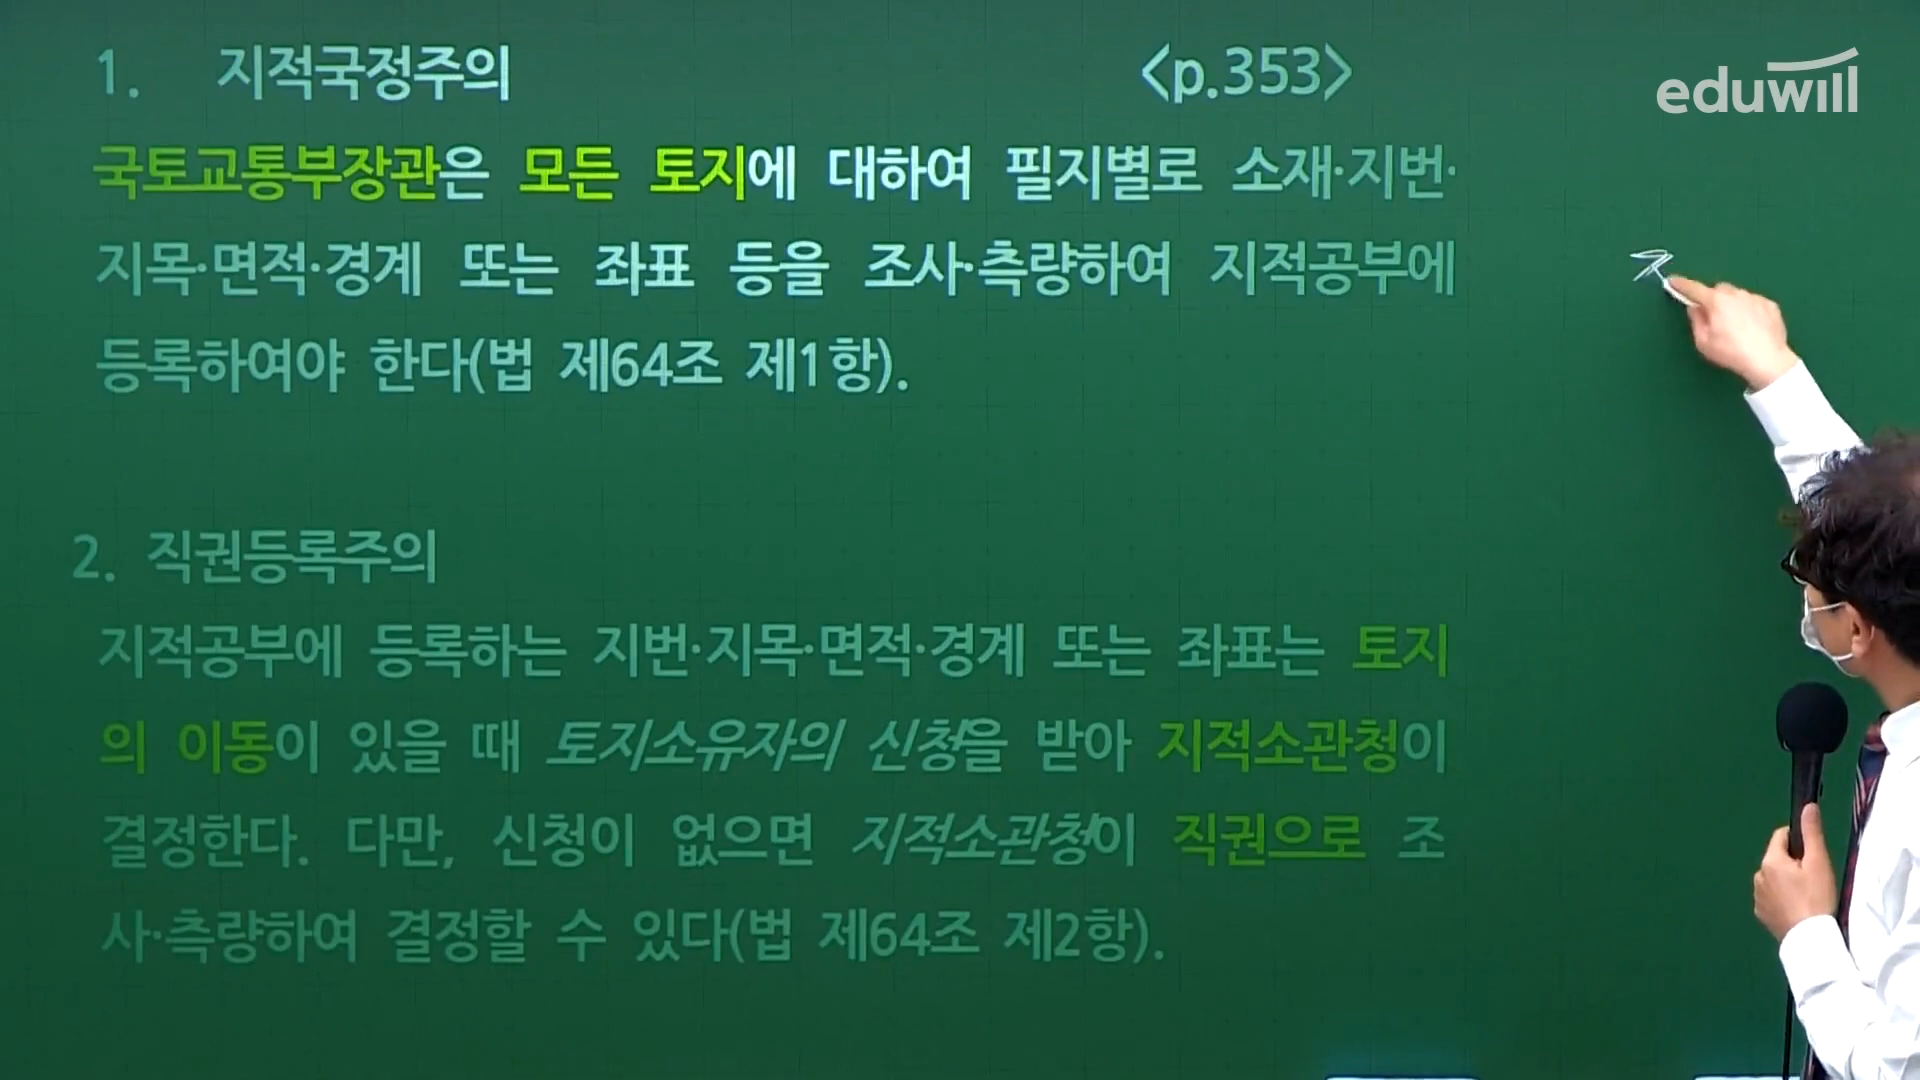 1. 지적국정주의 <p.353>
eduwill
국토교통부장관은 모든 토지에 대하여 필지별로 소재·지번·
지목·면적·경계 또는 좌표 등을 조사·측량하여 지적공부에
등록하여야 한다(법 제64조 제1항).
2. 직권등록주의
지적공부에 등록하는 지번·지목·면적·경계 또는 좌표는 토지
의 이동이 있을 때 토지소유자의 신청을 받아 지적소관청이
결정한다. 다만, 신청이 없으면 지적소관청이 직권으로 조
사·측량하여 결정할 수 있다(법 제64조 제2항).